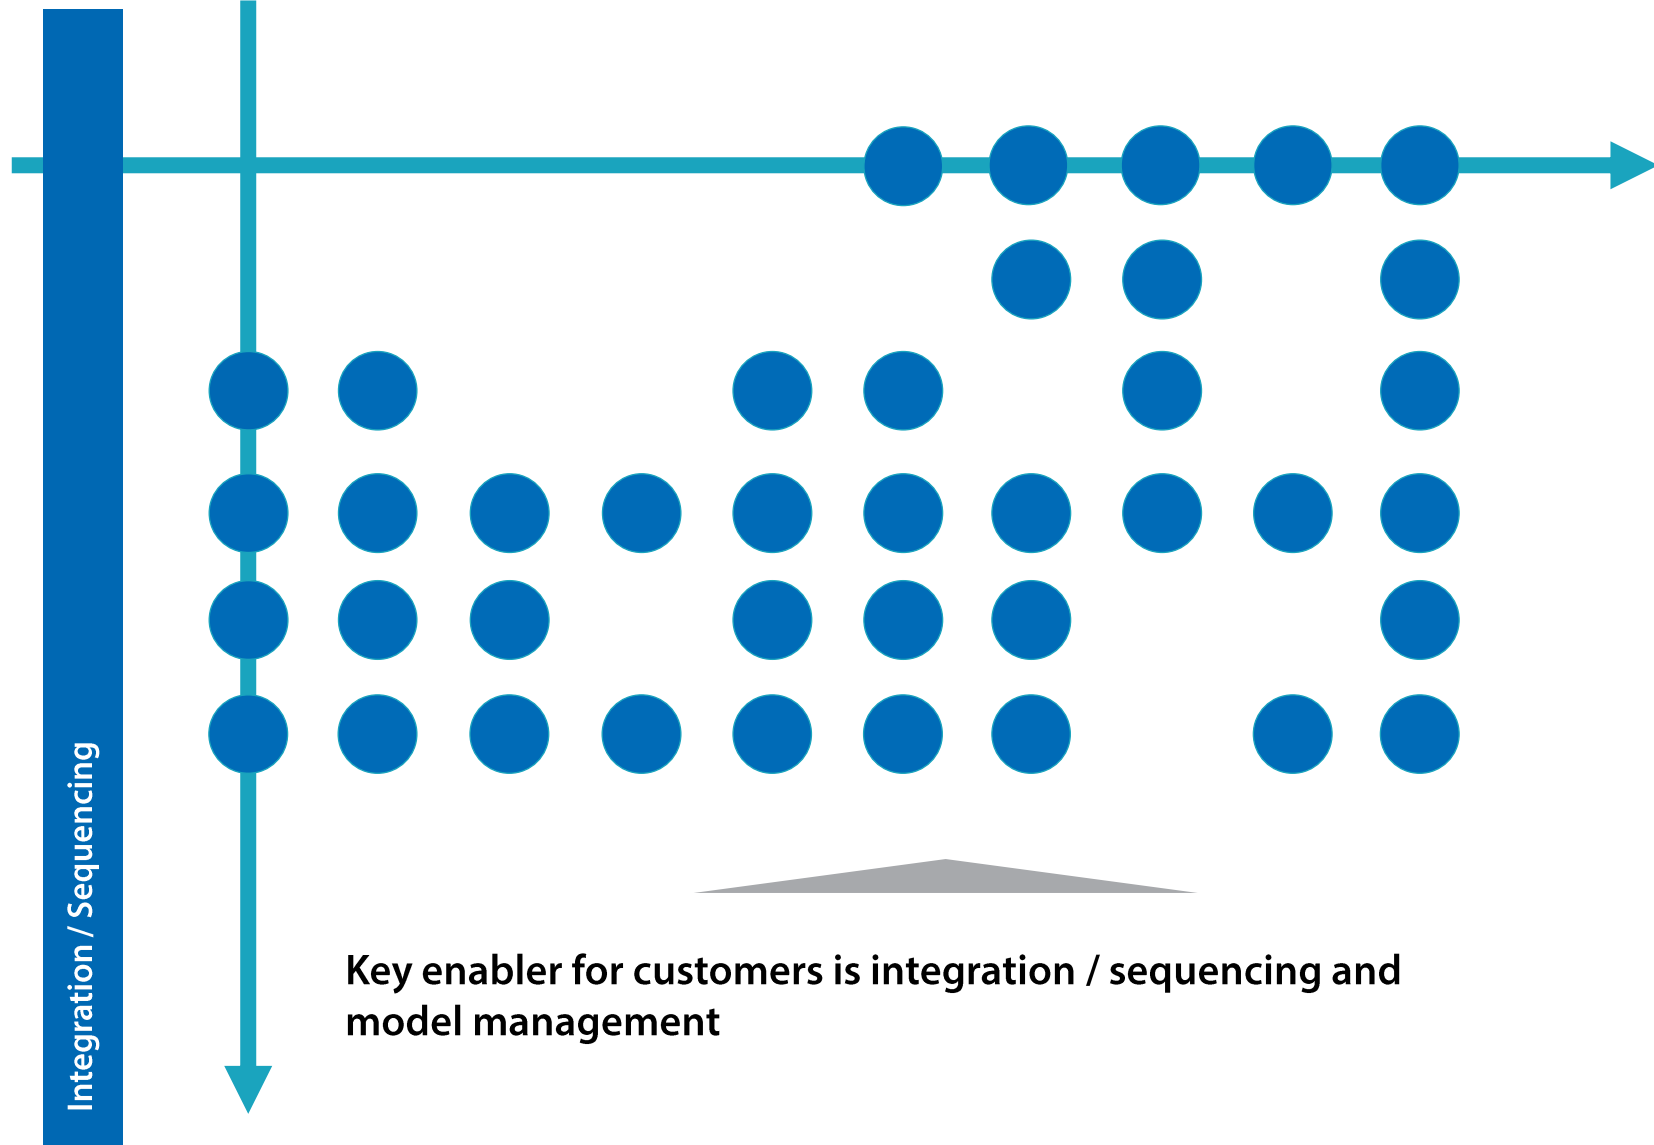 Integration / Sequencing
Key enabler for customers is integration / sequencing and
model management